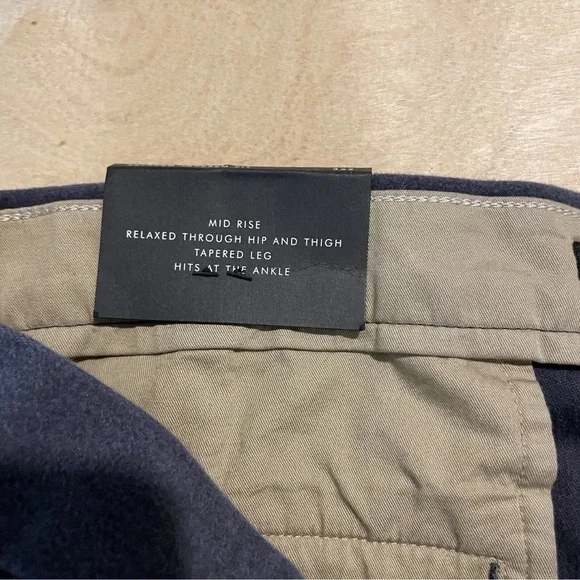 MID RISE
RELAXED THROUGH HIP AND THIGH
TAPERED LEG
HITS AT THE ANKLE